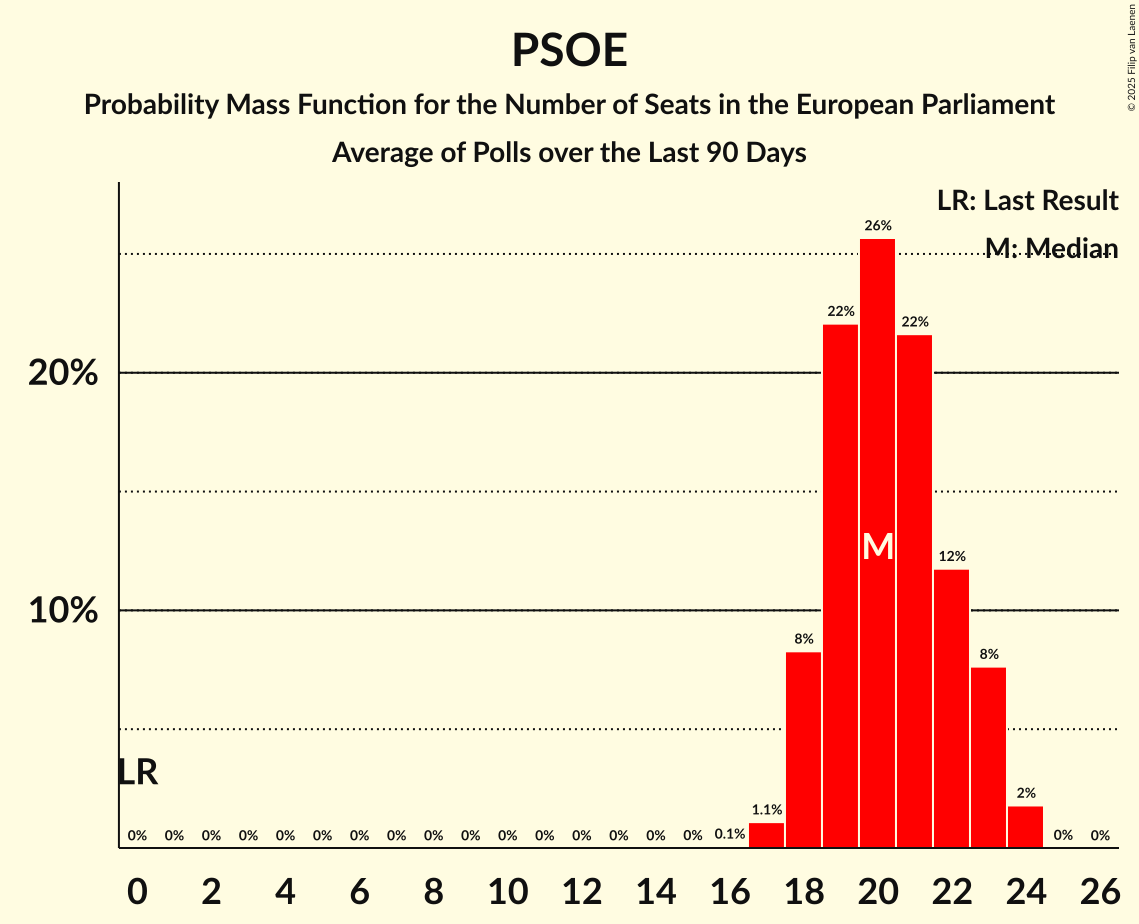 PSOE
Probability Mass Function for the Number of Seats in the European Parliament
Average of Polls over the Last 90 Days
© 2025 Filip van Laenen
LR: Last Result
M: Median
26%
22%
22%
20%
M
12%
10%
8%
8%
LR
2%
1.1%
0% 0% 0% 0% 0% 0% 0% 0% 0% 0% 0% 0% 0% 0% 0% 0% 0.1% 0% 0%
0 2 4 6 8 10 12 14 16 18 20 22 24 26